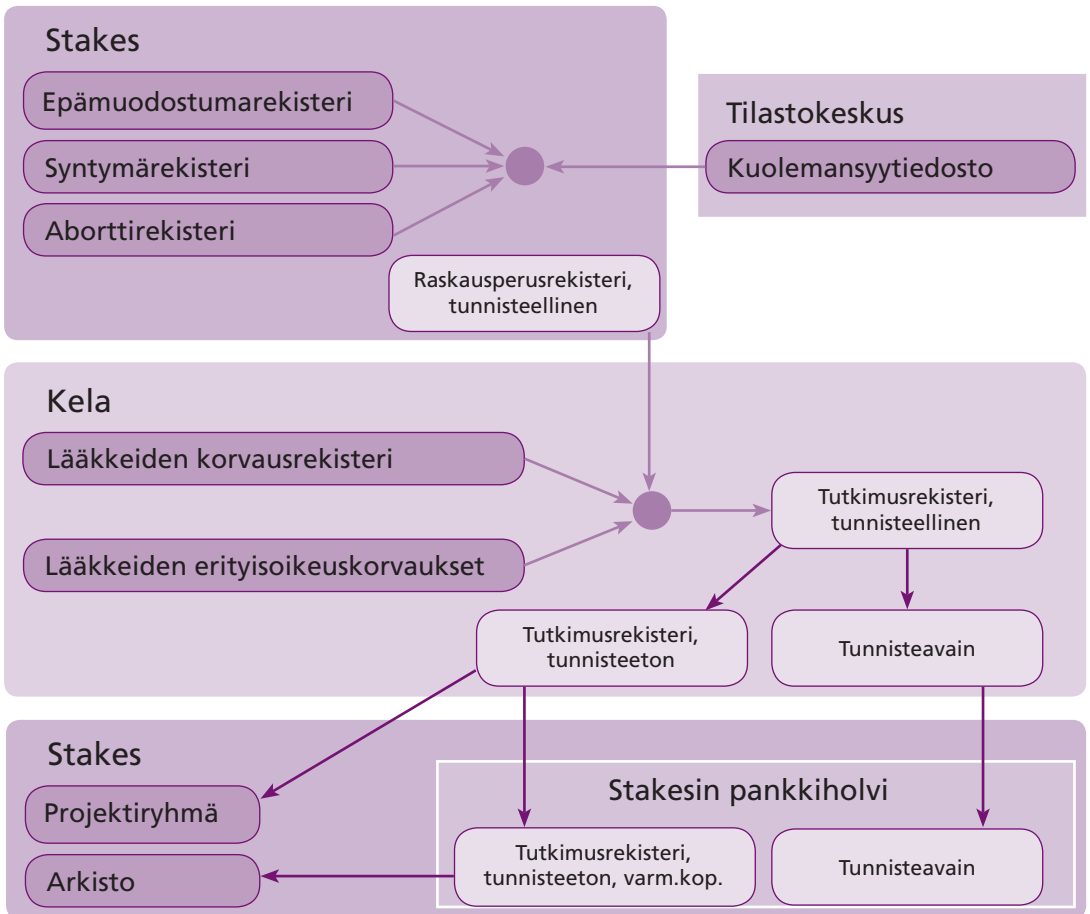 Stakes
Epämuodostumarekisteri
Syntymärekisteri
Aborttirekisteri
Tilastokeskus
Kuolemansyytiedosto
Raskausperusrekisteri,
tunnisteellinen
Kela
Lääkkeiden korvausrekisteri
Lääkkeiden erityisoikeuskorvaukset
Tutkimusrekisteri,
tunnisteellinen
Tutkimusrekisteri,
tunnisteeton
Tunnisteavain
Stakes
Projektiryhmä
Arkisto
Stakesin pankkiholvi
Tutkimusrekisteri,
tunnisteeton, varm.kop.
Tunnisteavain